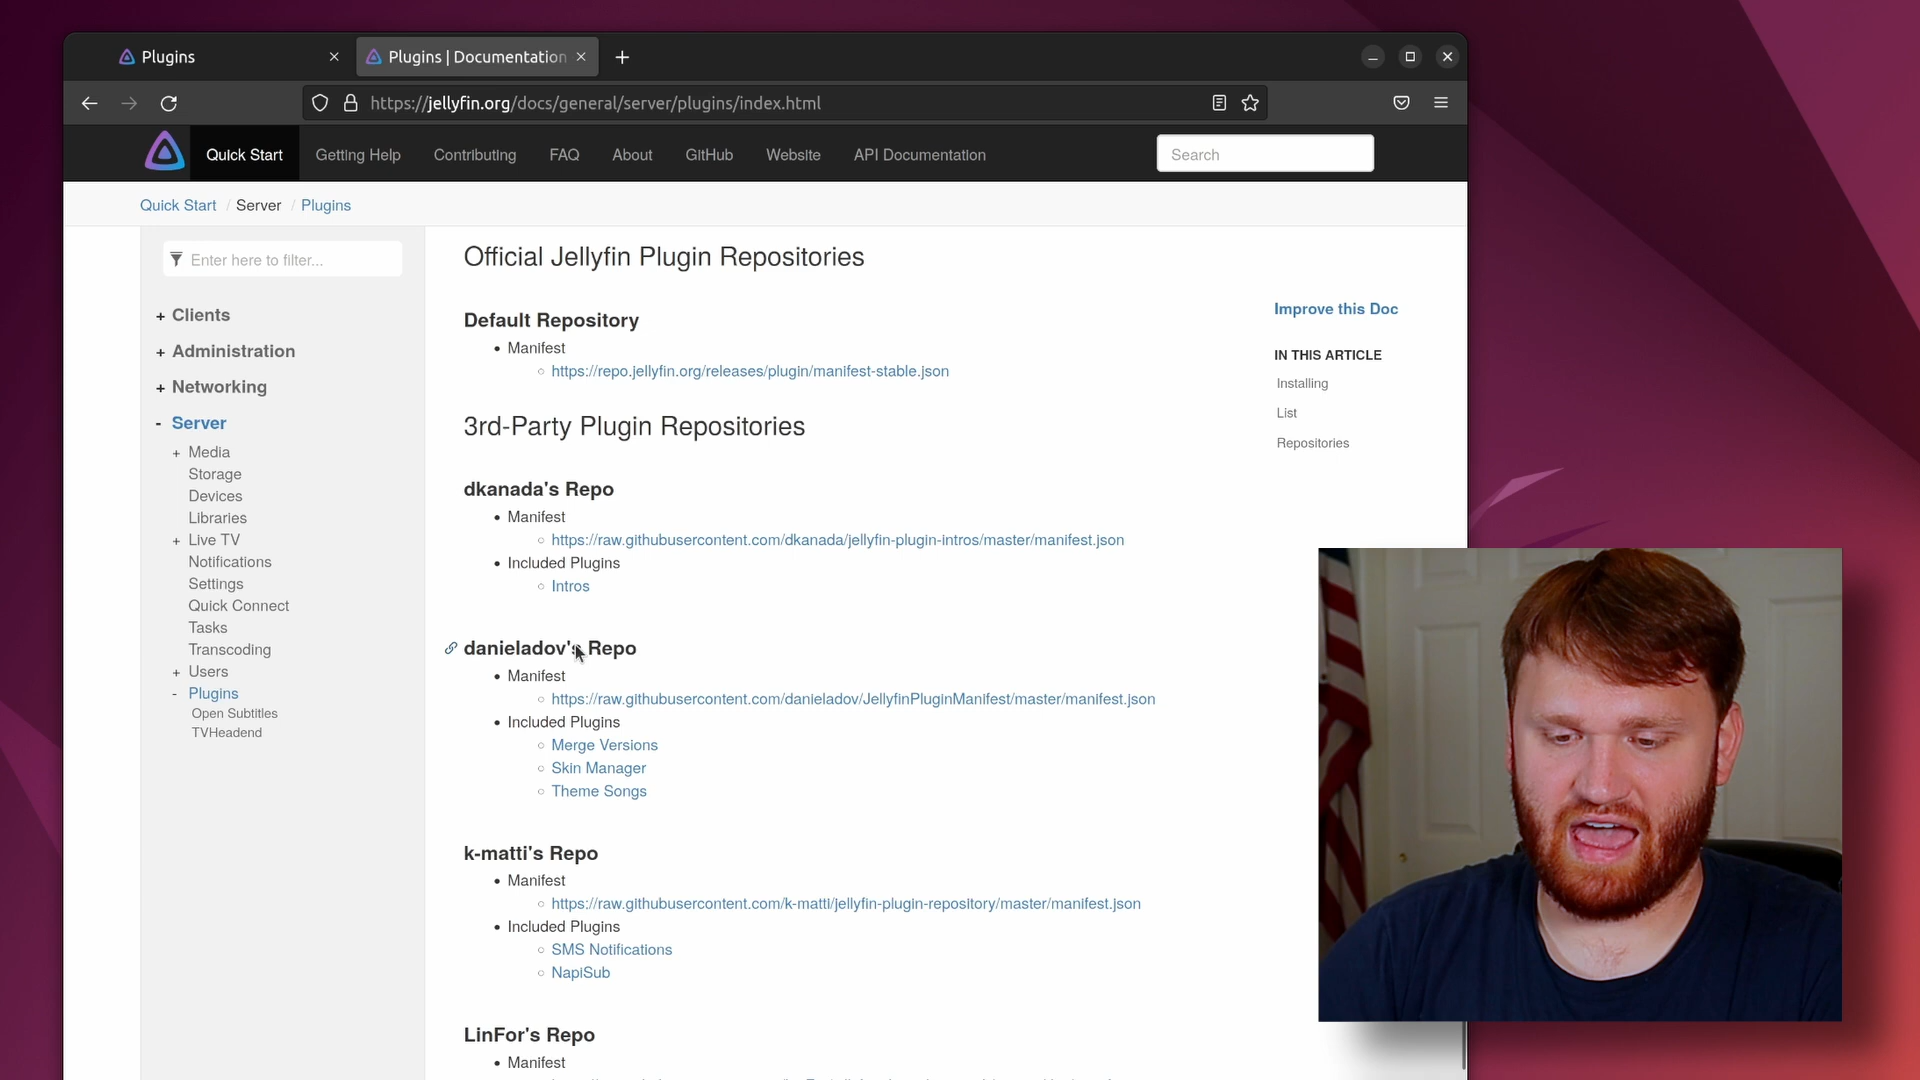 Plugins
Plugins | Documentation
https://jellyfin.org/docs/general/server/plugins/index.html
Quick Start
Getting Help
Contributing
FAQ
About
GitHub
Website
API Documentation
Search
Quick Start / Server / Plugins
Enter here to filter...
+ Clients
+ Administration
+ Networking
- Server
+ Media
Storage
Devices
Libraries
+ Live TV
Notifications
Settings
Quick Connect
Tasks
Transcoding
+ Users
- Plugins
Open Subtitles
TVHeadend
Official Jellyfin Plugin Repositories
Default Repository
Manifest
https://repo.jellyfin.org/releases/plugin/manifest-stable.json
3rd-Party Plugin Repositories
dkanada's Repo
Manifest
https://raw.githubusercontent.com/dkanada/jellyfin-plugin-intros/master/manifest.json
Included Plugins
Intros
danieladov's Repo
Manifest
https://raw.githubusercontent.com/danieladov/JellyfinPluginManifest/master/manifest.json
Included Plugins
Merge Versions
Skin Manager
Theme Songs
k-matti's Repo
Manifest
https://raw.githubusercontent.com/k-matti/jellyfin-plugin-repository/master/manifest.json
Included Plugins
SMS Notifications
NapiSub
LinFor's Repo
Manifest
Improve this Doc
IN THIS ARTICLE
Installing
List
Repositories